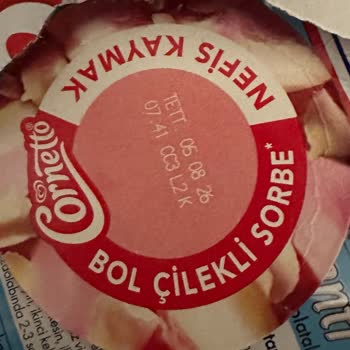 NEFİS KAYMAK
TETT: 05 08 26
07 41 CC3 L2 K
Cornetto®
BOL ÇİLEKLİ SORBE*